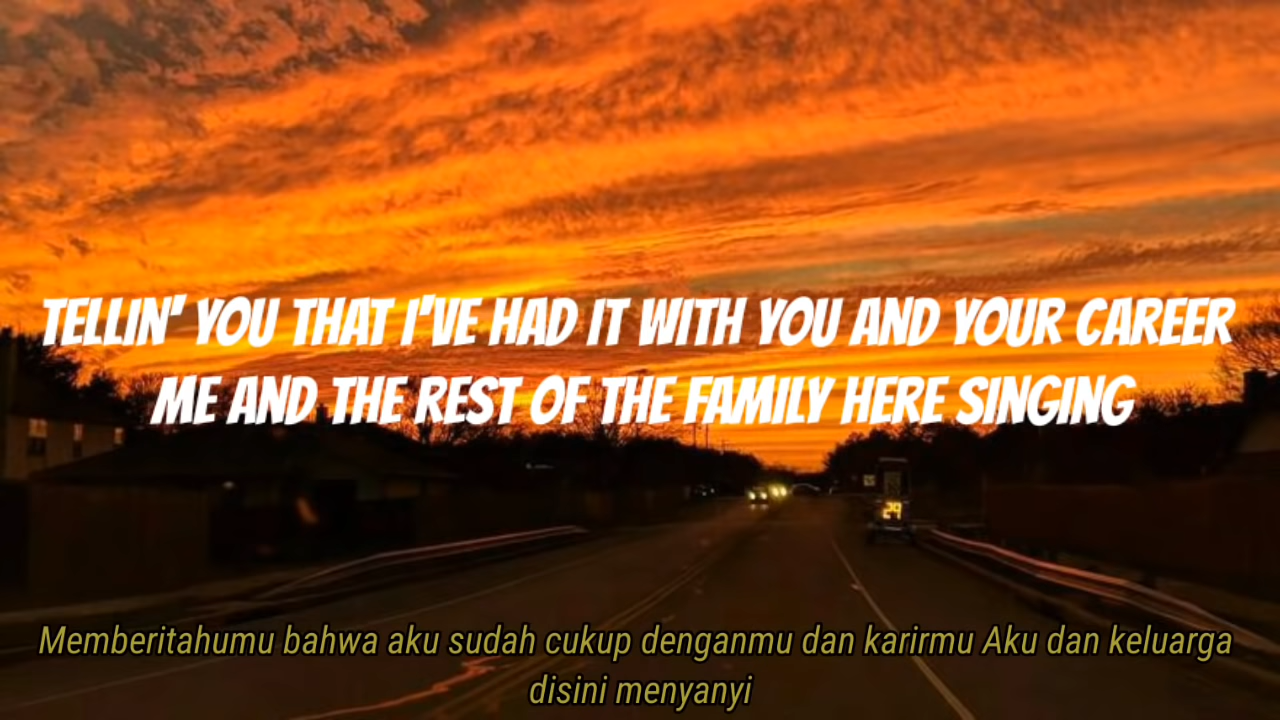 TELLIN' YOU THAT I'VE HAD IT WITH YOU AND YOUR CAREER
ME AND THE REST OF THE FAMILY HERE SINGING
29
Memberitahumu bahwa aku sudah cukup denganmu dan karirmu Aku dan keluarga
disini menyanyi